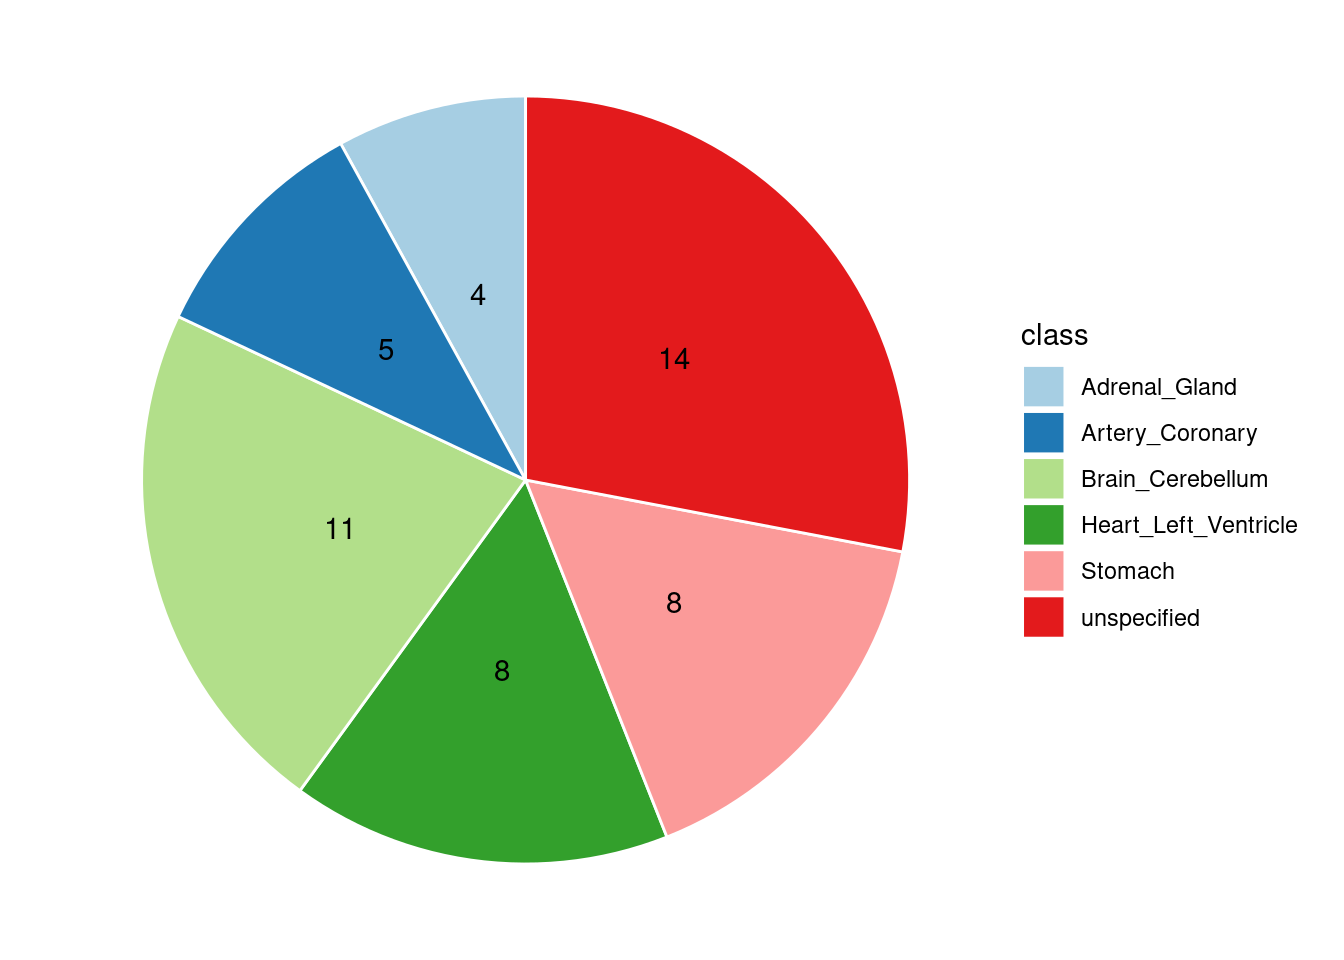 4
14
5
11
8
8
class
Adrenal_Gland
Artery_Coronary
Brain_Cerebellum
Heart_Left_Ventricle
Stomach
unspecified